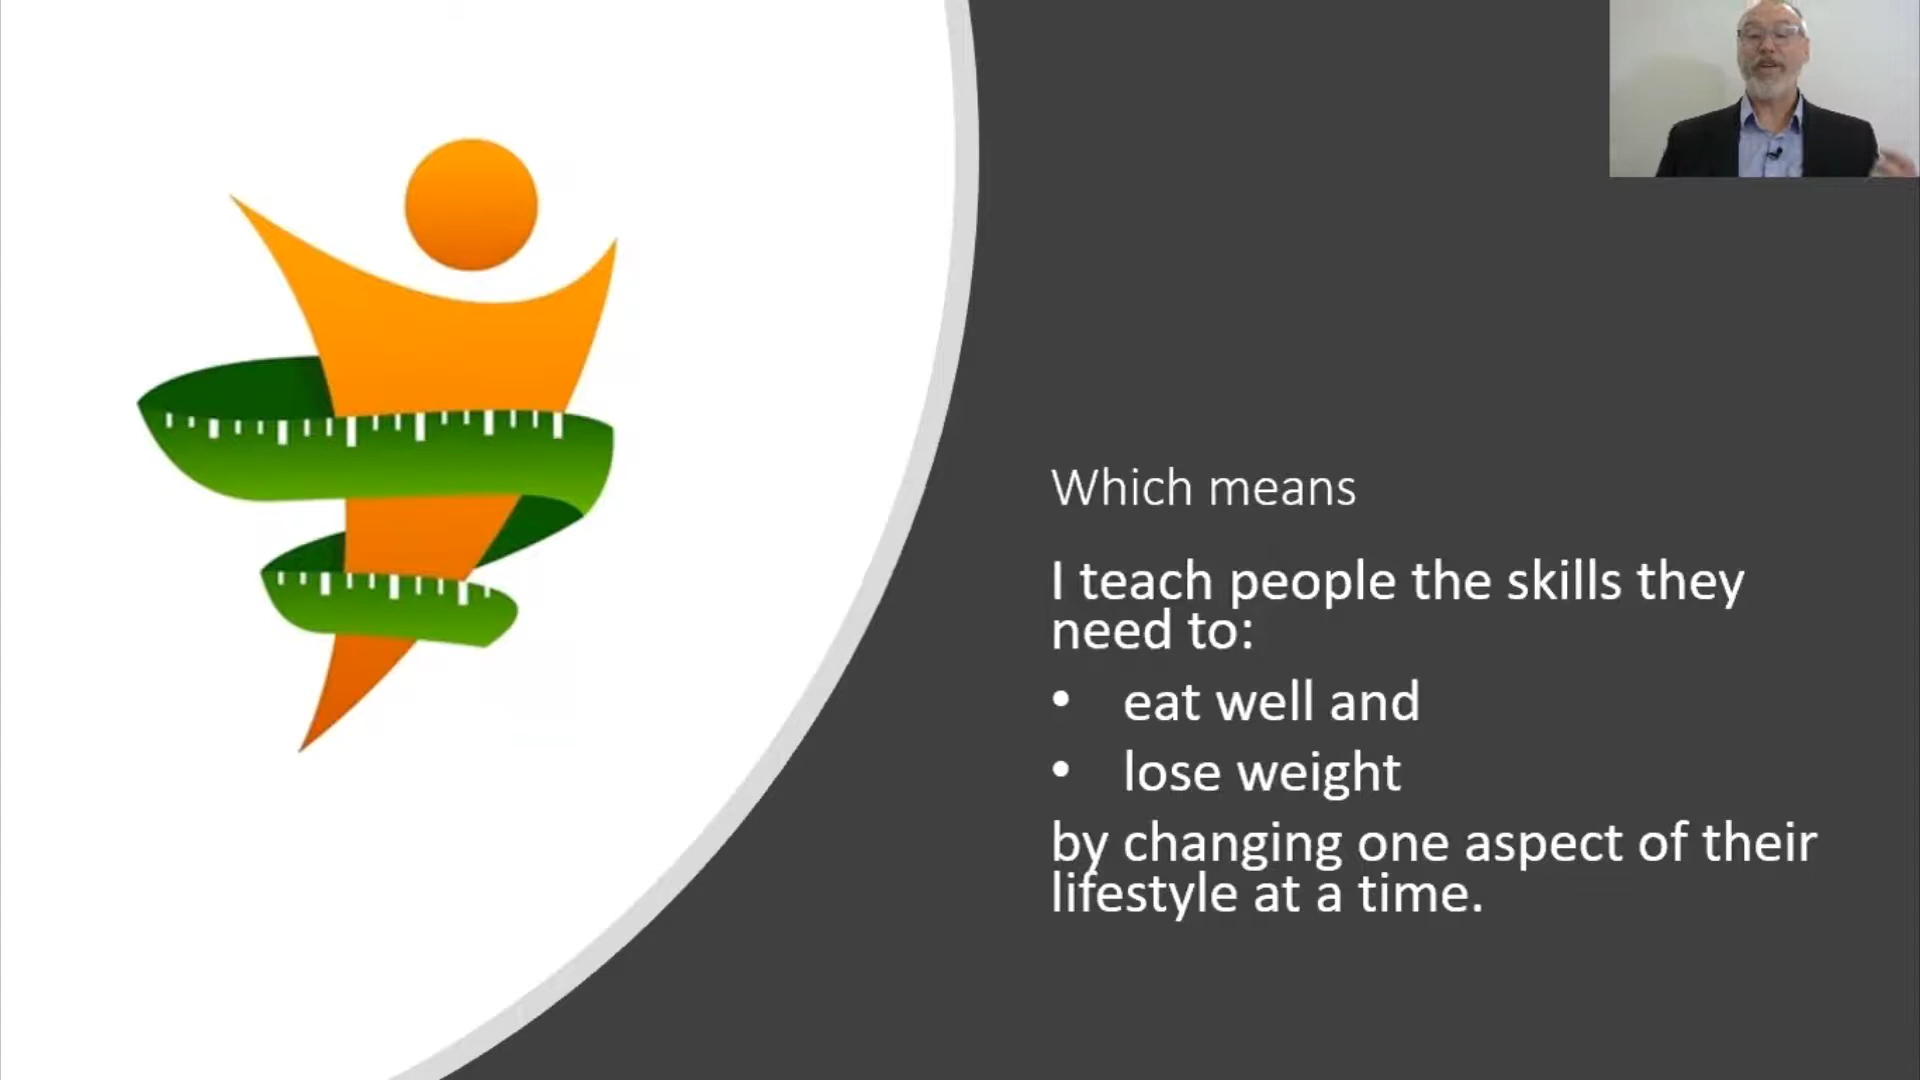 Which means
I teach people the skills they
need to:
• eat well and
• lose weight
by changing one aspect of their
lifestyle at a time.